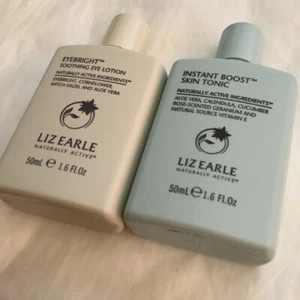 EYEBRIGHT™
SOOTHING EYE LOTION
NATURALLY ACTIVE INGREDIENTS™
EYEBRIGHT, CORNFLOWER,
WITCH HAZEL AND ALOE VERA
LIZ EARLE
NATURALLY ACTIVE™
50mL ℮ 1.6 Fl.Oz
INSTANT BOOST™
SKIN TONIC
NATURALLY ACTIVE INGREDIENTS™
ALOE VERA, CALENDULA, CUCUMBER
ROSE-SCENTED GERANIUM AND
NATURAL SOURCE VITAMIN E
LIZ EARLE
NATURALLY ACTIVE™
50mL ℮ 1.6 Fl.Oz